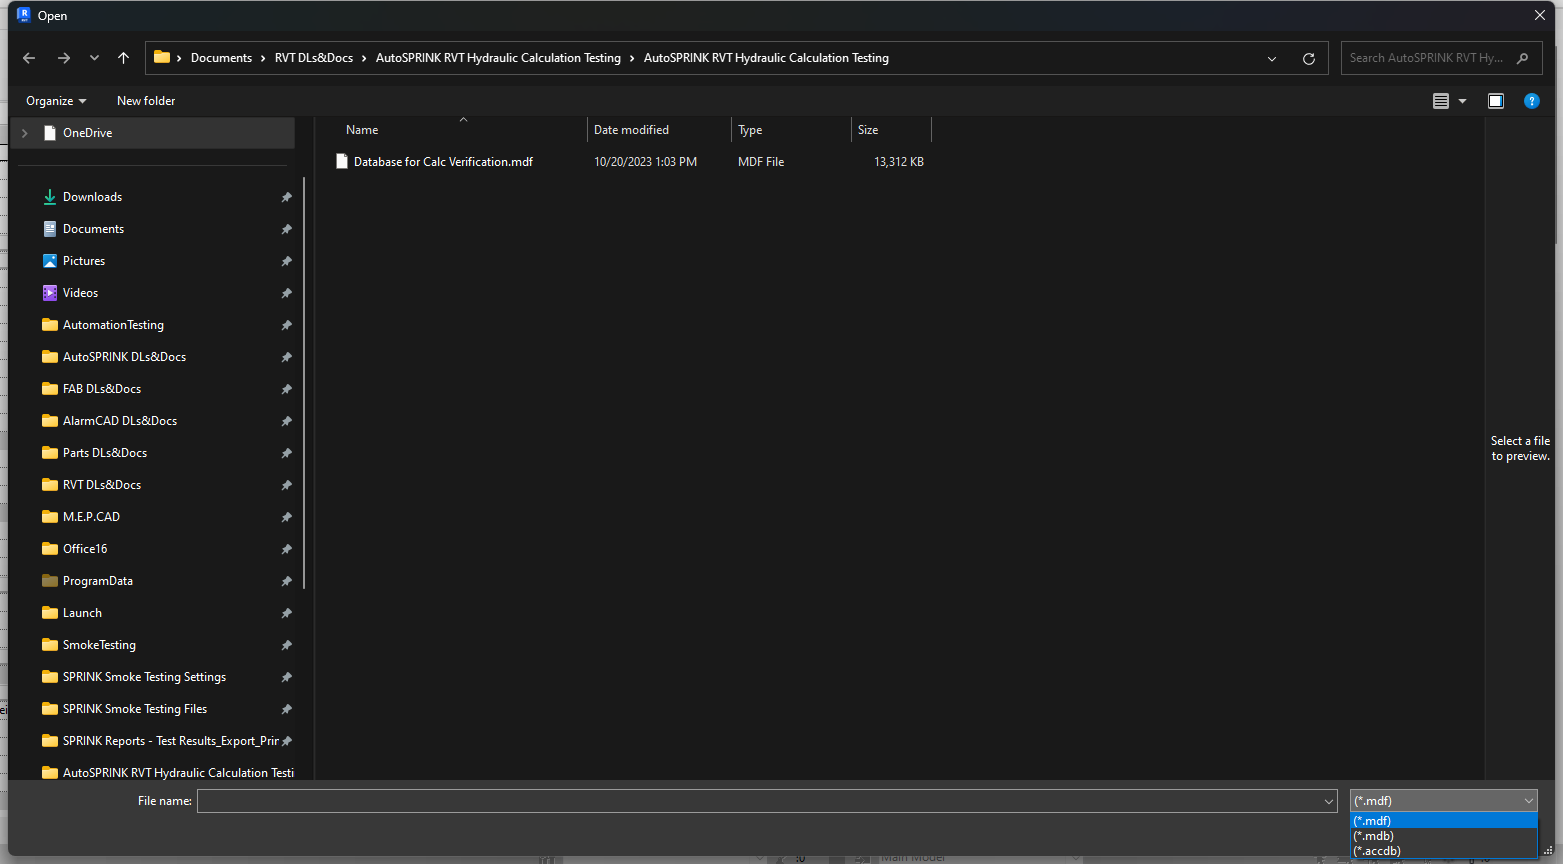 Open
Documents > RVT DLs&Docs > AutoSPRINK RVT Hydraulic Calculation Testing > AutoSPRINK RVT Hydraulic Calculation Testing
Search AutoSPRINK RVT Hy...
Organize
New folder
?
OneDrive
Downloads
Documents
Pictures
Videos
AutomationTesting
AutoSPRINK DLs&Docs
FAB DLs&Docs
AlarmCAD DLs&Docs
Parts DLs&Docs
RVT DLs&Docs
M.E.P.CAD
Office16
ProgramData
Launch
SmokeTesting
SPRINK Smoke Testing Settings
SPRINK Smoke Testing Files
SPRINK Reports - Test Results_Export_Prin
AutoSPRINK RVT Hydraulic Calculation Testi
Name Date modified Type Size
Database for Calc Verification.mdf 10/20/2023 1:03 PM MDF File 13,312 KB
Select a file
to preview.
File name:
(*.mdf)
(*.mdf)
(*.mdb)
(*.accdb)
:0
Main Model